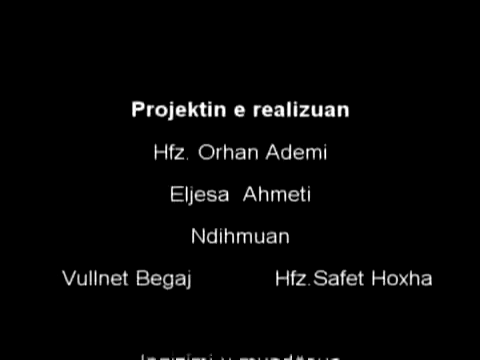 Projektin e realizuan
Hfz. Orhan Ademi
Eljesa Ahmeti
Ndihmuan
Vullnet Begaj Hfz.Safet Hoxha